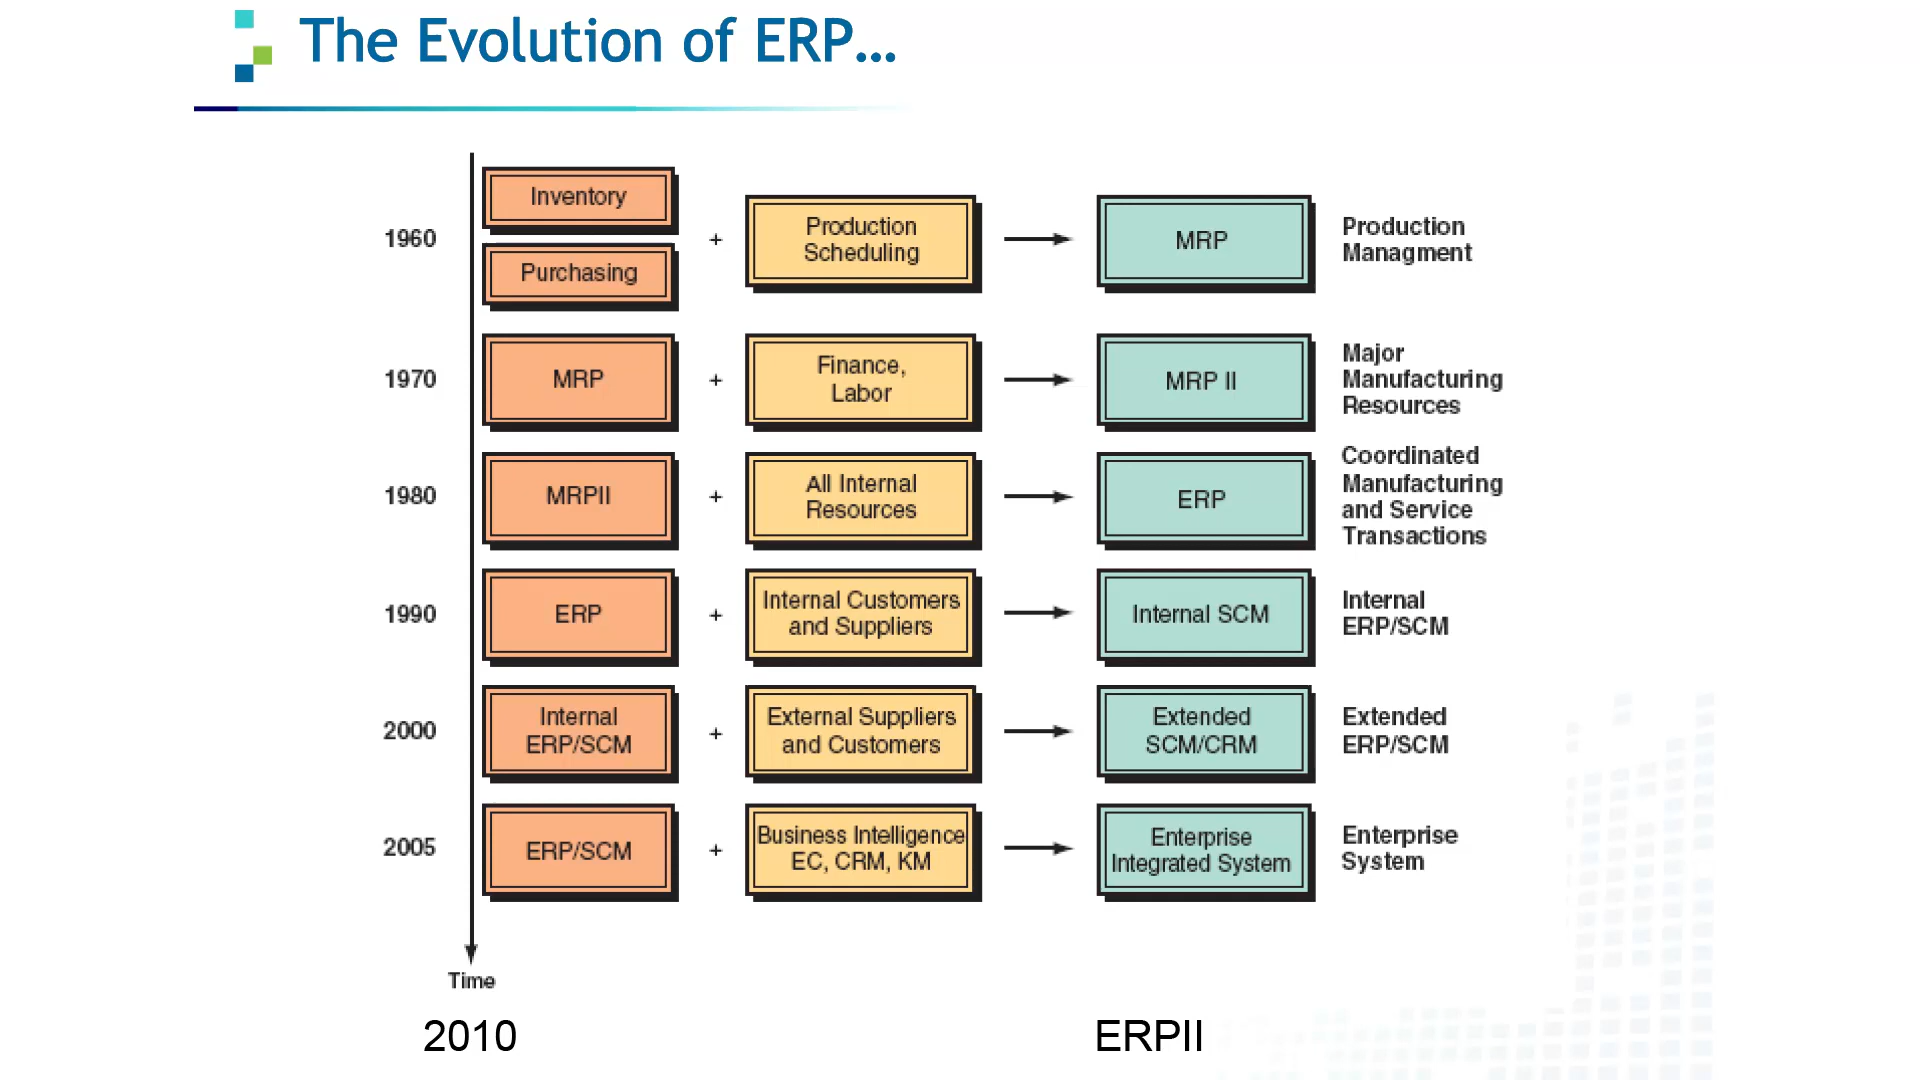 The Evolution of ERP...
1960
Inventory
Purchasing
+
Production
Scheduling
MRP
Production
Managment
1970
MRP
+
Finance,
Labor
MRP II
Major
Manufacturing
Resources
1980
MRPII
+
All Internal
Resources
ERP
Coordinated
Manufacturing
and Service
Transactions
1990
ERP
+
Internal Customers
and Suppliers
Internal SCM
Internal
ERP/SCM
2000
Internal
ERP/SCM
+
External Suppliers
and Customers
Extended
SCM/CRM
Extended
ERP/SCM
2005
ERP/SCM
+
Business Intelligence
EC, CRM, KM
Enterprise
Integrated System
Enterprise
System
Time
2010
ERPII